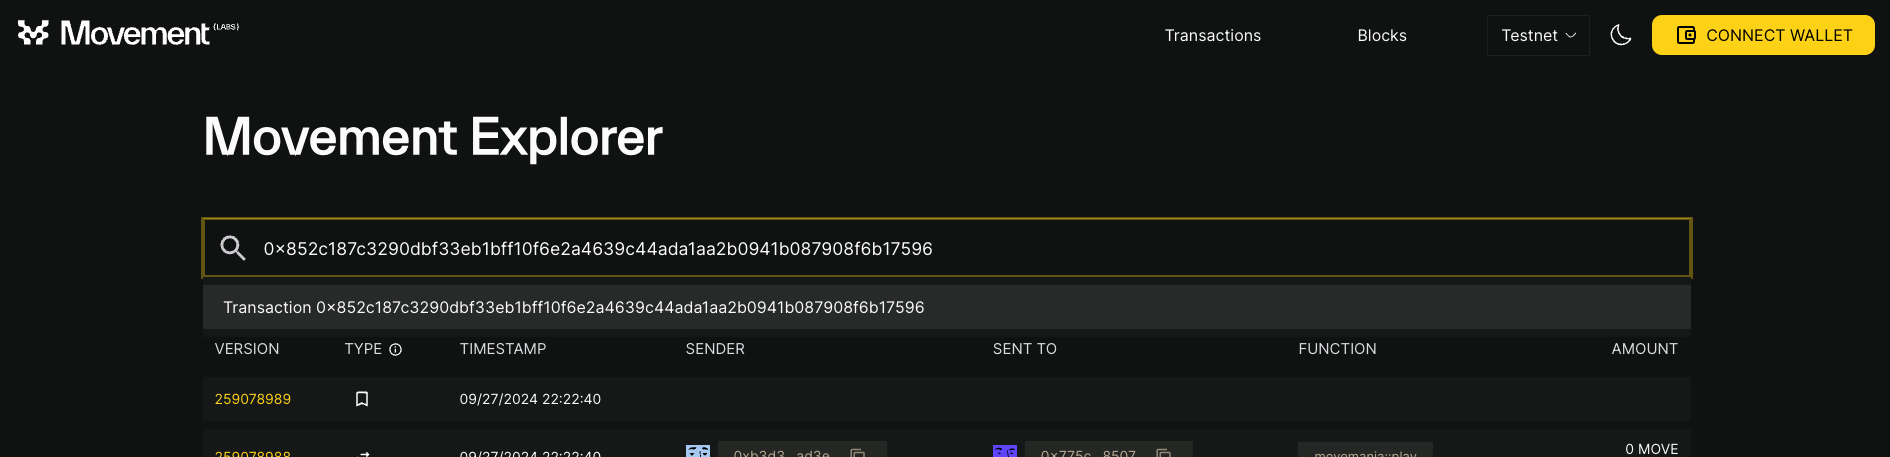 Movement {LABS}
Transactions Blocks Testnet CONNECT WALLET
Movement Explorer
0x852c187c3290dbf33eb1bff10f6e2a4639c44ada1aa2b0941b087908f6b17596
Transaction 0x852c187c3290dbf33eb1bff10f6e2a4639c44ada1aa2b0941b087908f6b17596
VERSION TYPE TIMESTAMP SENDER SENT TO FUNCTION AMOUNT
259078989 09/27/2024 22:22:40
259078988 09/27/2024 22:22:40 0xb3d3...ad3e 0x775c...8507 movemania::play 0 MOVE